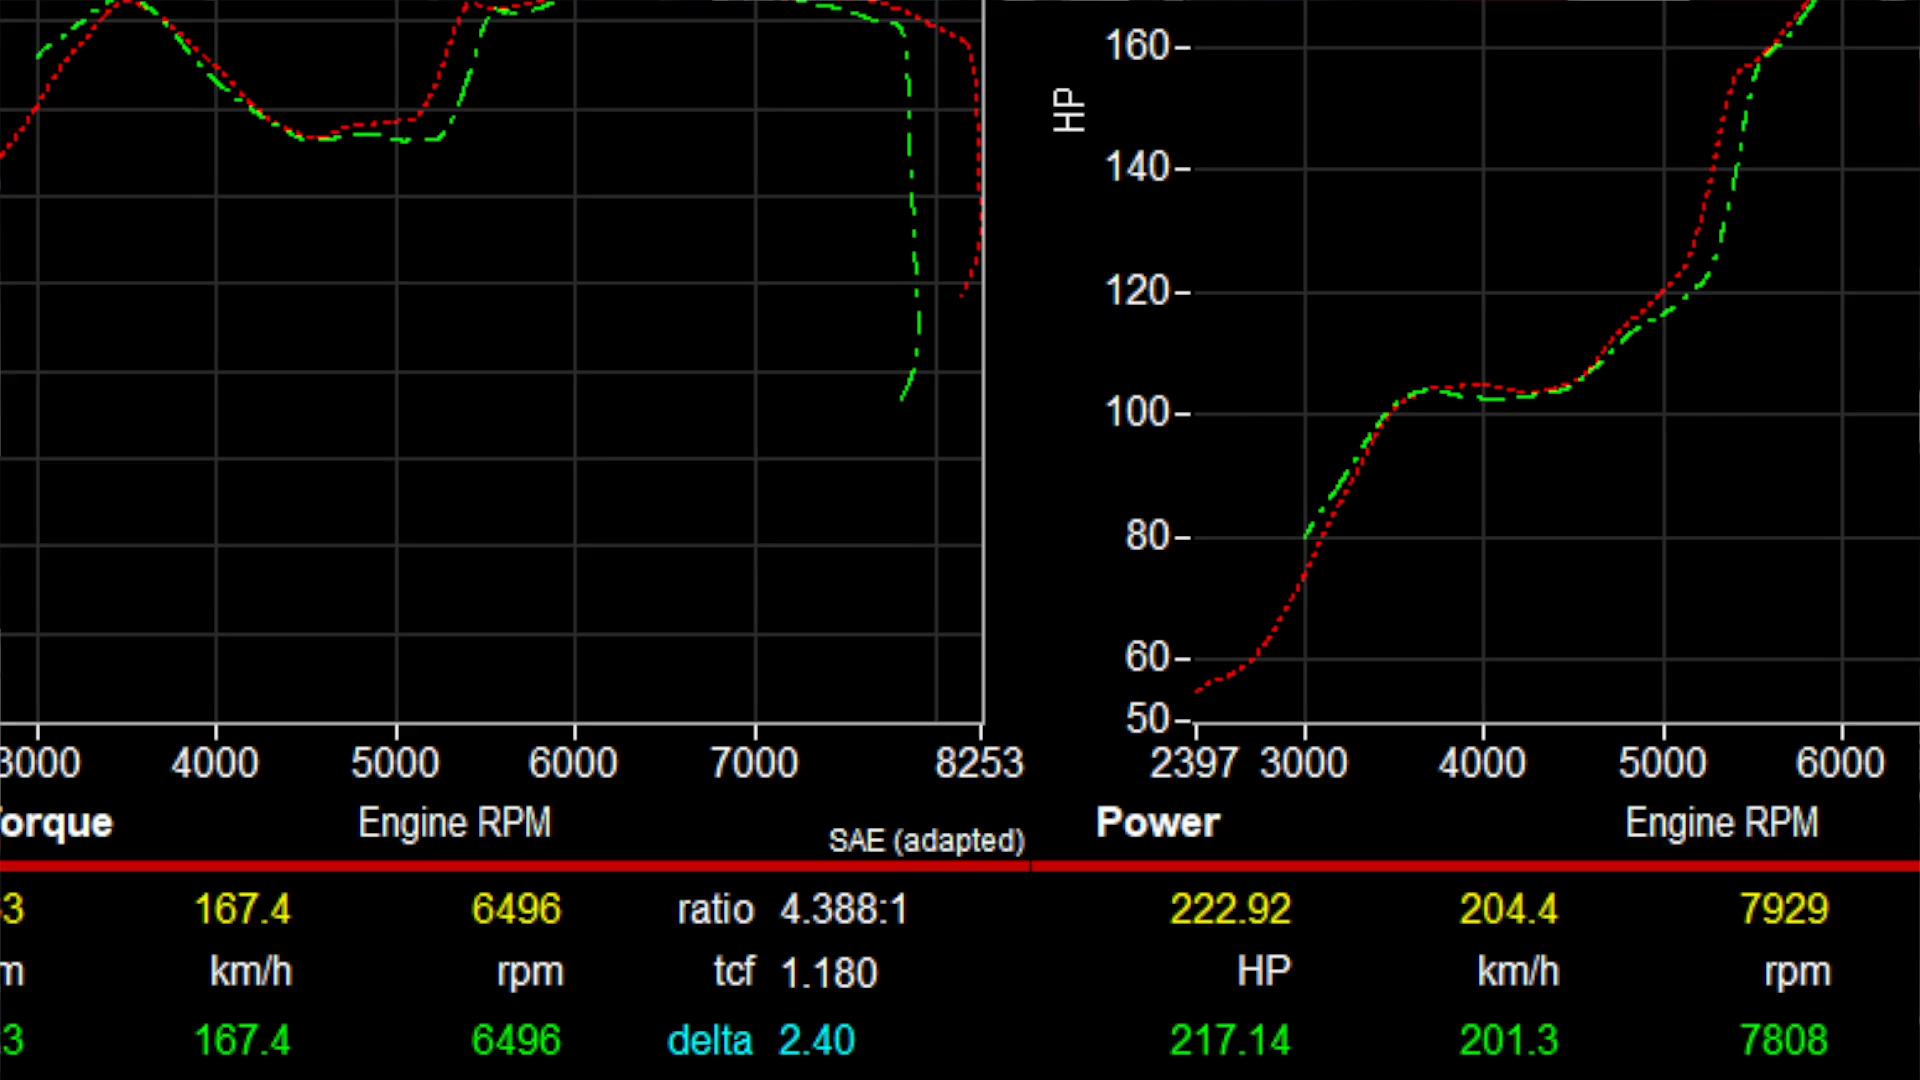 160
HP
140
120
100
80
60
50
3000 4000 5000 6000 7000 8253 2397 3000 4000 5000 6000
orque Engine RPM SAE (adapted) Power Engine RPM
3 167.4 6496 ratio 4.388:1 222.92 204.4 7929
m km/h rpm tcf 1.180 HP km/h rpm
3 167.4 6496 delta 2.40 217.14 201.3 7808